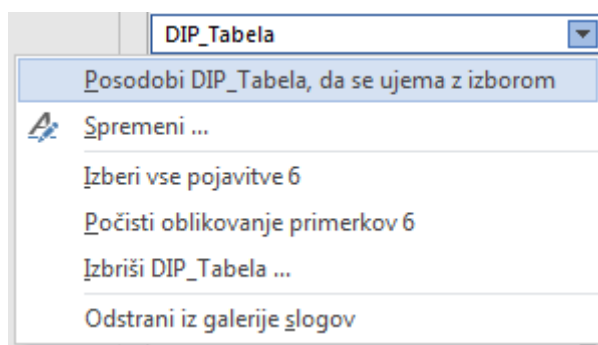 DIP_Tabela
Posodobi DIP_Tabela, da se ujema z izborom
Spremeni ...
Izberi vse pojavitve 6
Počisti oblikovanje primerkov 6
Izbriši DIP_Tabela ...
Odstrani iz galerije slogov